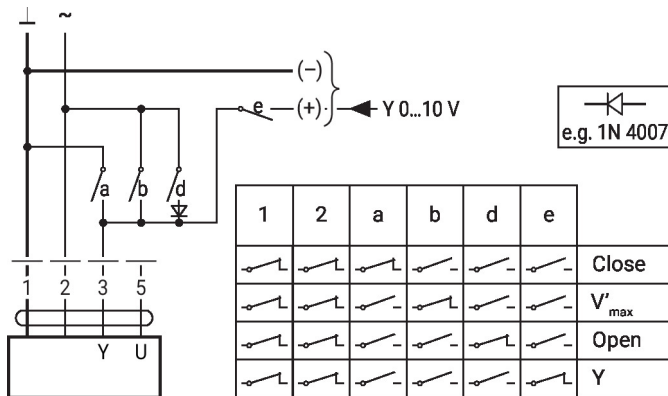 ⊥ ~
(−)
e (+) Y 0...10 V
e.g. 1N 4007
a b d
1 2 a b d e
Close
V'max
Open
Y
1 2 3 5
Y U